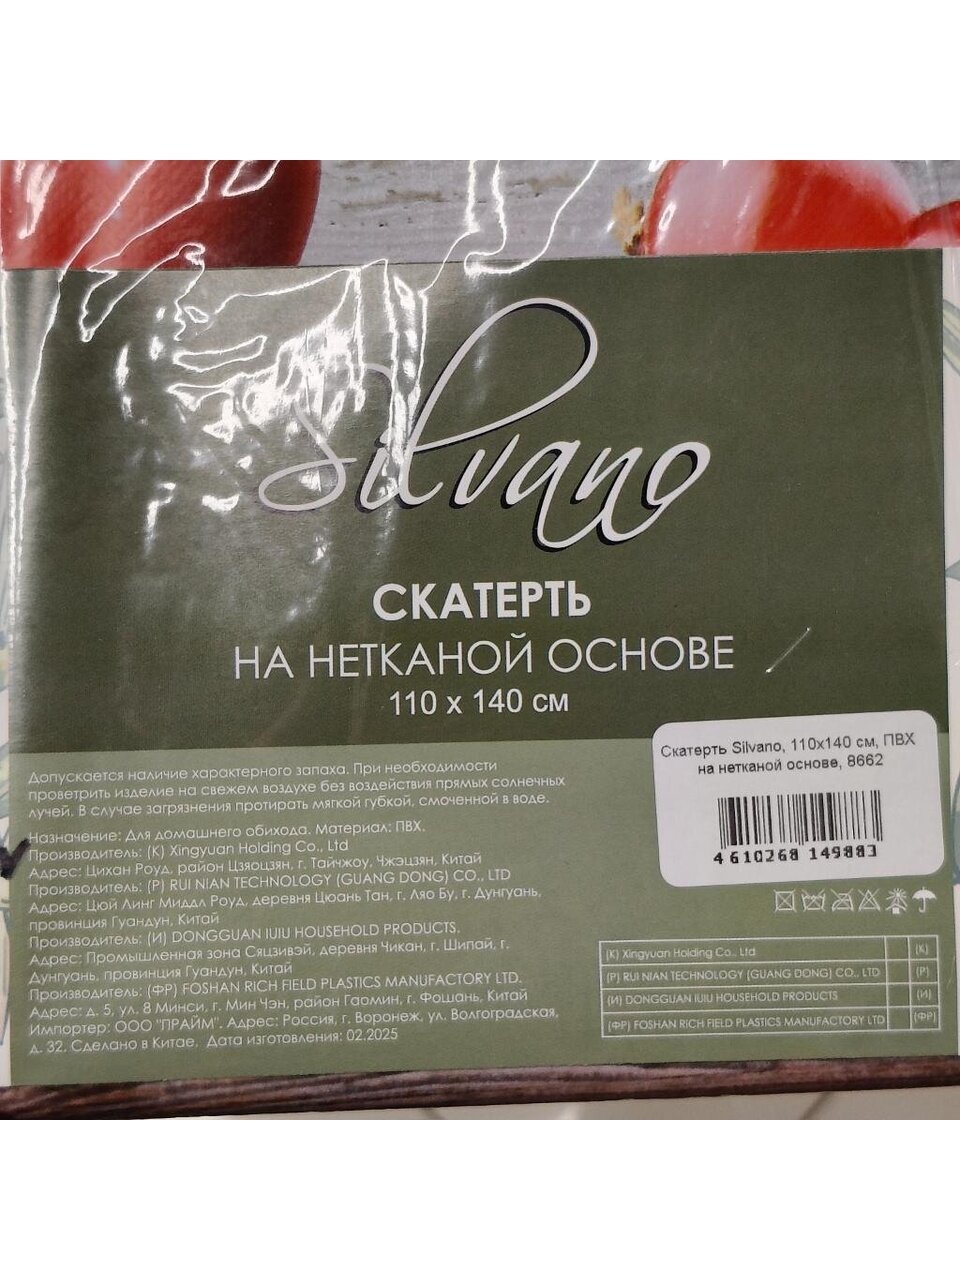 Silvano
СКАТЕРТЬ
НА НЕТКАНОЙ ОСНОВЕ
110 х 140 см
Скатерть Silvano, 110х140 см, ПВХ
на нетканой основе, 8662
4 610268 149883
Допускается наличие характерного запаха. При необходимости
проветрить изделие на свежем воздухе без воздействия прямых солнечных
лучей. В случае загрязнения протирать мягкой губкой, смоченной в воде.
Назначение: Для домашнего обихода. Материал: ПВХ.
Производитель: (К) Xingyuan Holding Co., Ltd
Адрес: Цихан Роуд, район Цзяоцзян, г. Тайчжоу, Чжэцзян, Китай
Производитель: (Р) RUI NIAN TECHNOLOGY (GUANG DONG) CO., LTD
Адрес: Цюй Линг Миддл Роуд, деревня Цюань Тан, г. Ляо Бу, г. Дунгуань,
провинция Гуандун, Китай
Производитель: (И) DONGGUAN IUIU HOUSEHOLD PRODUCTS.
Адрес: Промышленная зона Сяцзивэй, деревня Чикан, г. Шипай, г.
Дунгуань, провинция Гуандун, Китай
Производитель: (ФР) FOSHAN RICH FIELD PLASTICS MANUFACTORY LTD.
Адрес: д. 5, ул. 8 Минси, г. Мин Чэн, район Гаомин, г. Фошань, Китай
Импортер: ООО "ПРАЙМ". Адрес: Россия, г. Воронеж, ул. Волгоградская,
д. 32. Сделано в Китае. Дата изготовления: 02.2025
(К) Xingyuan Holding Co., Ltd (К)
(Р) RUI NIAN TECHNOLOGY (GUANG DONG) CO., LTD (Р)
(И) DONGGUAN IUIU HOUSEHOLD PRODUCTS (И)
(ФР) FOSHAN RICH FIELD PLASTICS MANUFACTORY LTD (ФР)